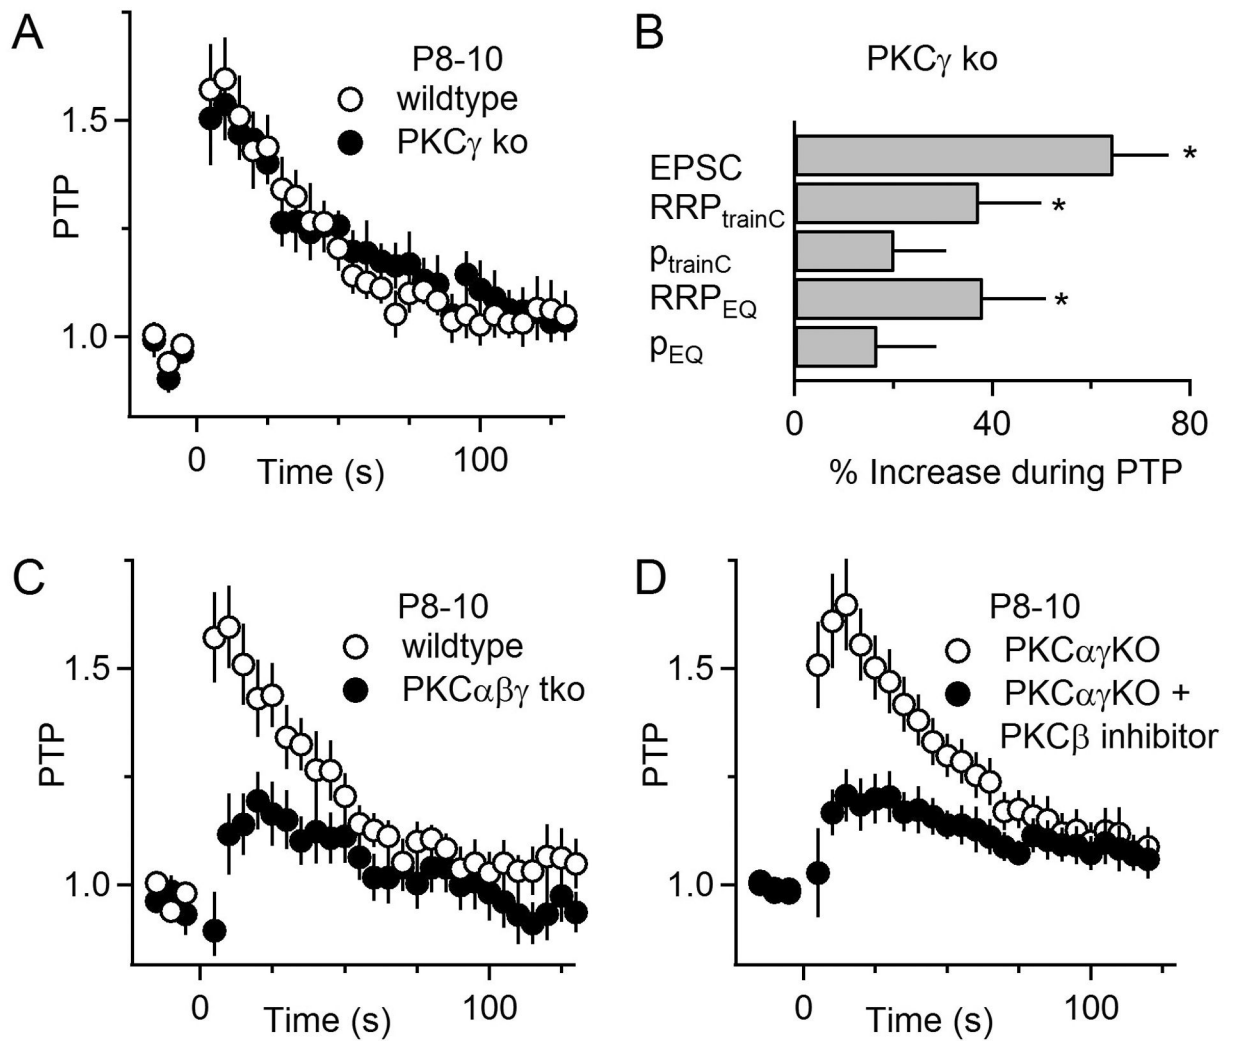 A
P8-10
wildtype
PKCγ ko
1.5
1.0
PTP
0
100
Time (s)
B
PKCγ ko
EPSC
*
RRPtrainC
*
ptrainC
RRPEQ
*
pEQ
0
40
80
% Increase during PTP
C
P8-10
wildtype
PKCαβγ tko
1.5
1.0
PTP
0
100
Time (s)
D
P8-10
PKCαγKO
PKCαγKO +
PKCβ inhibitor
1.5
1.0
PTP
0
100
Time (s)